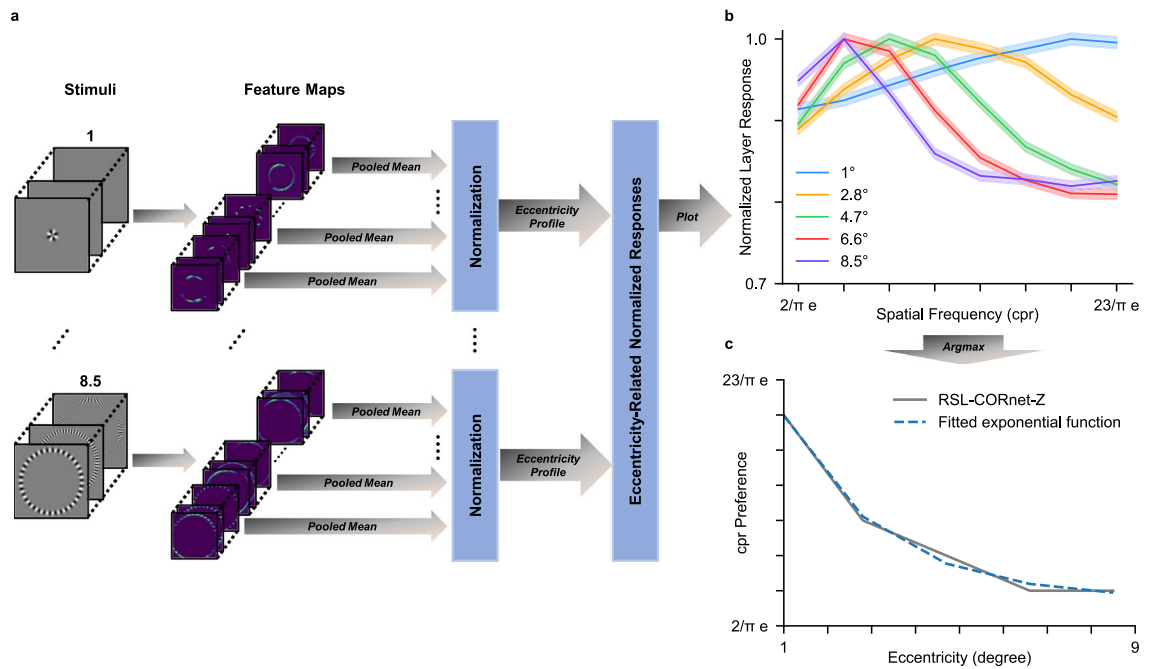 a
Stimuli
Feature Maps
1
Pooled Mean
Pooled Mean
Pooled Mean
Normalization
Eccentricity
Profile
8.5
Pooled Mean
Pooled Mean
Pooled Mean
Normalization
Eccentricity
Profile
Eccentricity-Related Normalized Responses
Plot
b
1.0
0.7
Normalized Layer Response
1°
2.8°
4.7°
6.6°
8.5°
2/π e
23/π e
Spatial Frequency (cpr)
Argmax
c
23/π e
2/π e
cpr Preference
RSL-CORnet-Z
Fitted exponential function
1
9
Eccentricity (degree)